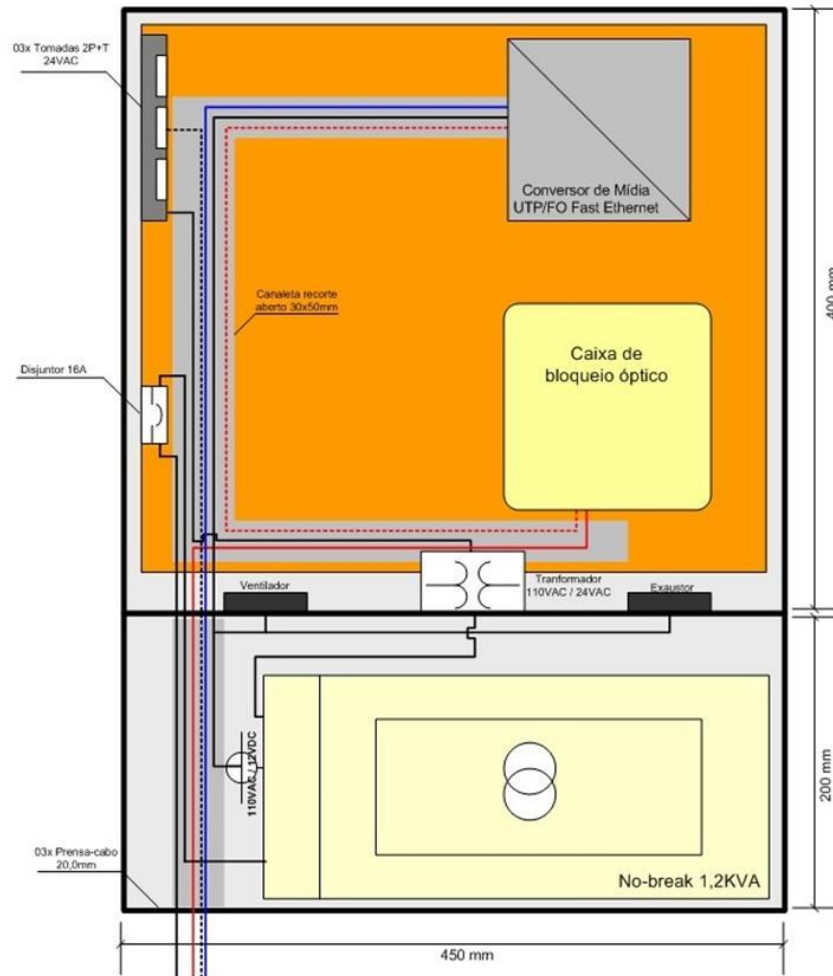 03x Tomadas 2P+T
24VAC
Conversor de Mídia
UTP/FO Fast Ethernet
Canaleta recorte
aberto 30x50mm
Caixa de
bloqueio óptico
Disjuntor 16A
400 mm
Ventilador
Tranformador
110VAC / 24VAC
Exaustor
110VAC / 12VDC
200 mm
03x Prensa-cabo
20,0mm
No-break 1,2KVA
450 mm